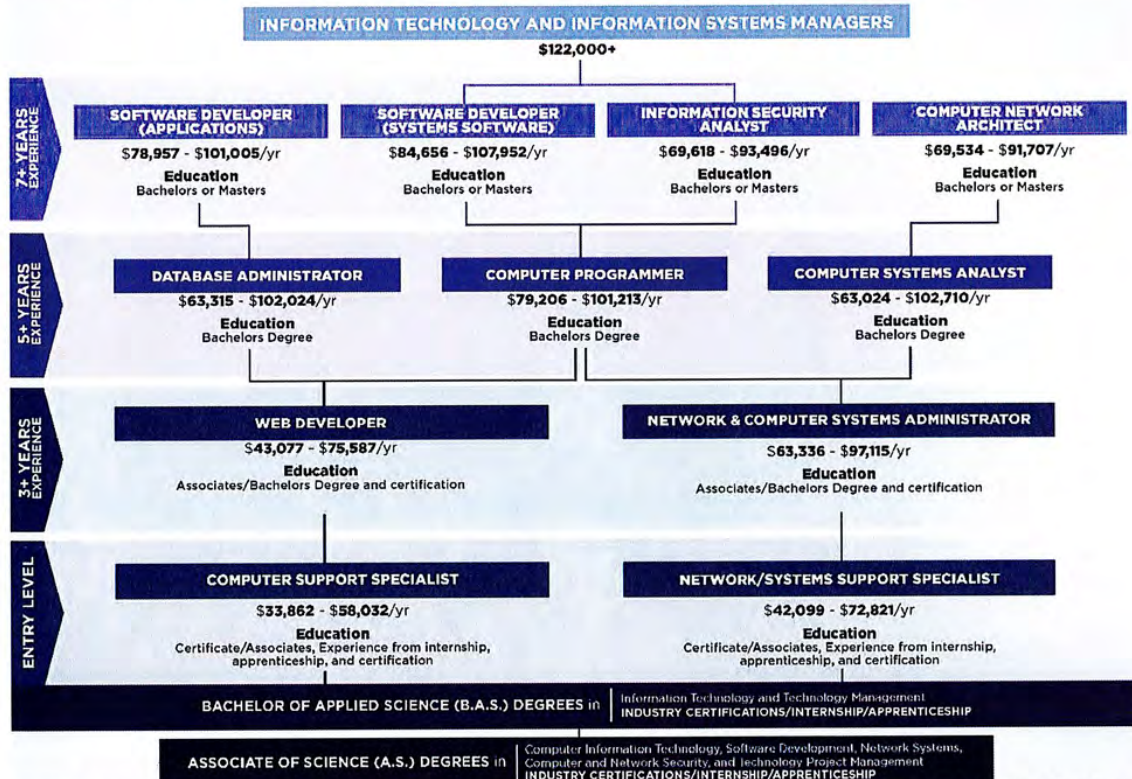 INFORMATION TECHNOLOGY AND INFORMATION SYSTEMS MANAGERS
$122,000+
7+ YEARS
EXPERIENCE
SOFTWARE DEVELOPER
(APPLICATIONS)
$78,957 - $101,005/yr
Education
Bachelors or Masters
SOFTWARE DEVELOPER
(SYSTEMS SOFTWARE)
$84,656 - $107,952/yr
Education
Bachelors or Masters
INFORMATION SECURITY
ANALYST
$69,618 - $93,496/yr
Education
Bachelors or Masters
COMPUTER NETWORK
ARCHITECT
$69,534 - $91,707/yr
Education
Bachelors or Masters
5+ YEARS
EXPERIENCE
DATABASE ADMINISTRATOR
$63,315 - $102,024/yr
Education
Bachelors Degree
COMPUTER PROGRAMMER
$79,206 - $101,213/yr
Education
Bachelors Degree
COMPUTER SYSTEMS ANALYST
$63,024 - $102,710/yr
Education
Bachelors Degree
3+ YEARS
EXPERIENCE
WEB DEVELOPER
$43,077 - $75,587/yr
Education
Associates/Bachelors Degree and certification
NETWORK & COMPUTER SYSTEMS ADMINISTRATOR
$63,336 - $97,115/yr
Education
Associates/Bachelors Degree and certification
ENTRY LEVEL
COMPUTER SUPPORT SPECIALIST
$33,862 - $58,032/yr
Education
Certificate/Associates, Experience from internship,
apprenticeship, and certification
NETWORK/SYSTEMS SUPPORT SPECIALIST
$42,099 - $72,821/yr
Education
Certificate/Associates, Experience from internship,
apprenticeship, and certification
BACHELOR OF APPLIED SCIENCE (B.A.S.) DEGREES in
Information Technology and Technology Management
INDUSTRY CERTIFICATIONS/INTERNSHIP/APPRENTICESHIP
ASSOCIATE OF SCIENCE (A.S.) DEGREES in
Computer Information Technology, Software Development, Network Systems,
Computer and Network Security, and Technology Project Management
INDUSTRY CERTIFICATIONS/INTERNSHIP/APPRENTICESHIP